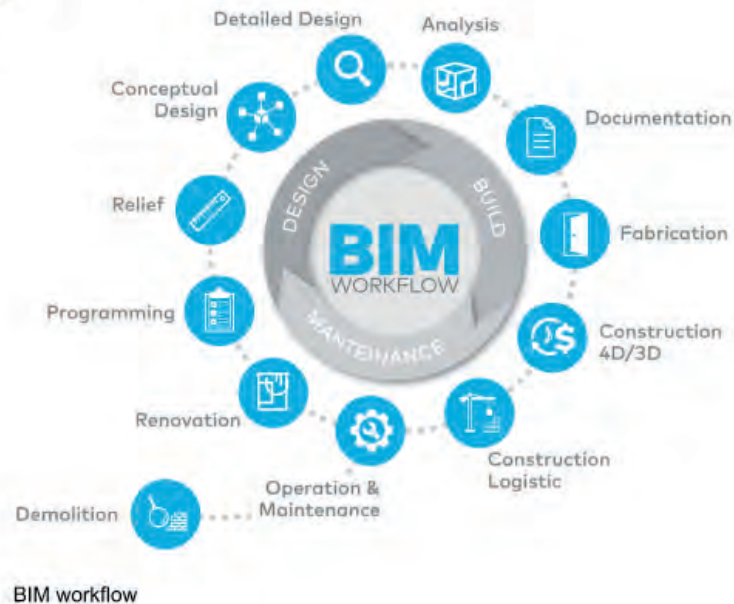 Detailed Design
Analysis
Conceptual
Design
Documentation
Relief
Fabrication
DESIGN
BUILD
MANTEINANCE
BIM
WORKFLOW
Programming
Construction
4D/3D
$
Renovation
Construction
Logistic
Operation &
Maintenance
Demolition
BIM workflow